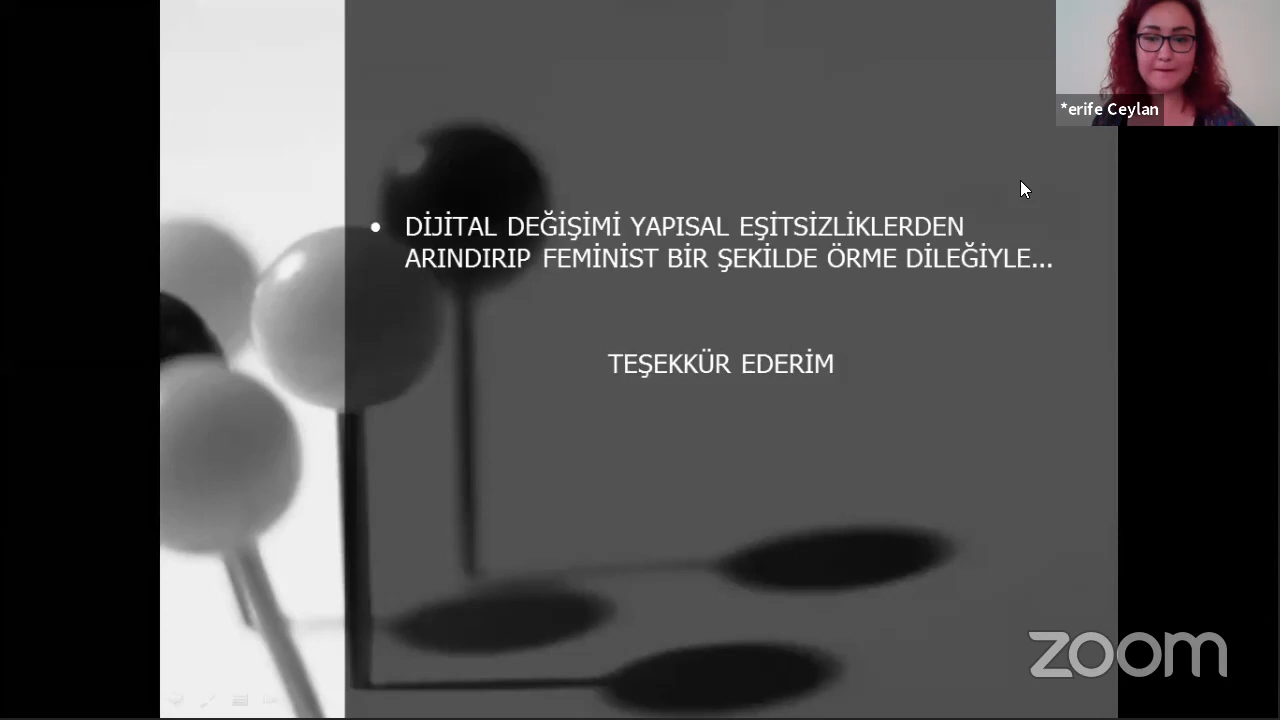 *erife Ceylan
• DİJİTAL DEĞİŞİMİ YAPISAL EŞİTSİZLİKLERDEN
ARINDIRIP FEMİNİST BİR ŞEKİLDE ÖRME DİLEĞİYLE...
TEŞEKKÜR EDERİM
zoom